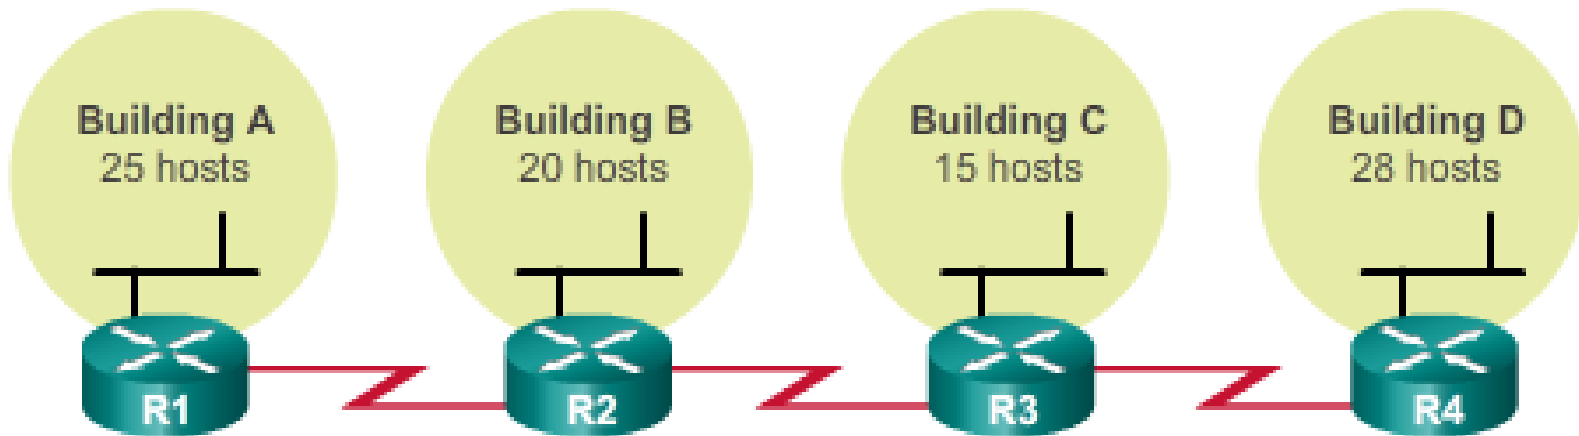 Building A
25 hosts
Building B
20 hosts
Building C
15 hosts
Building D
28 hosts
R1
R2
R3
R4